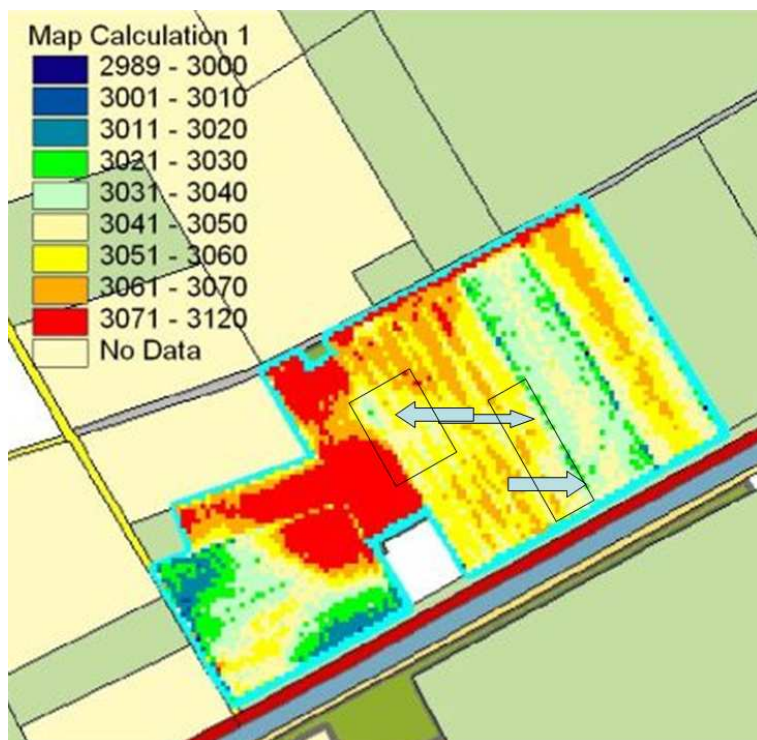 Map Calculation 1
2989 - 3000
3001 - 3010
3011 - 3020
3021 - 3030
3031 - 3040
3041 - 3050
3051 - 3060
3061 - 3070
3071 - 3120
No Data